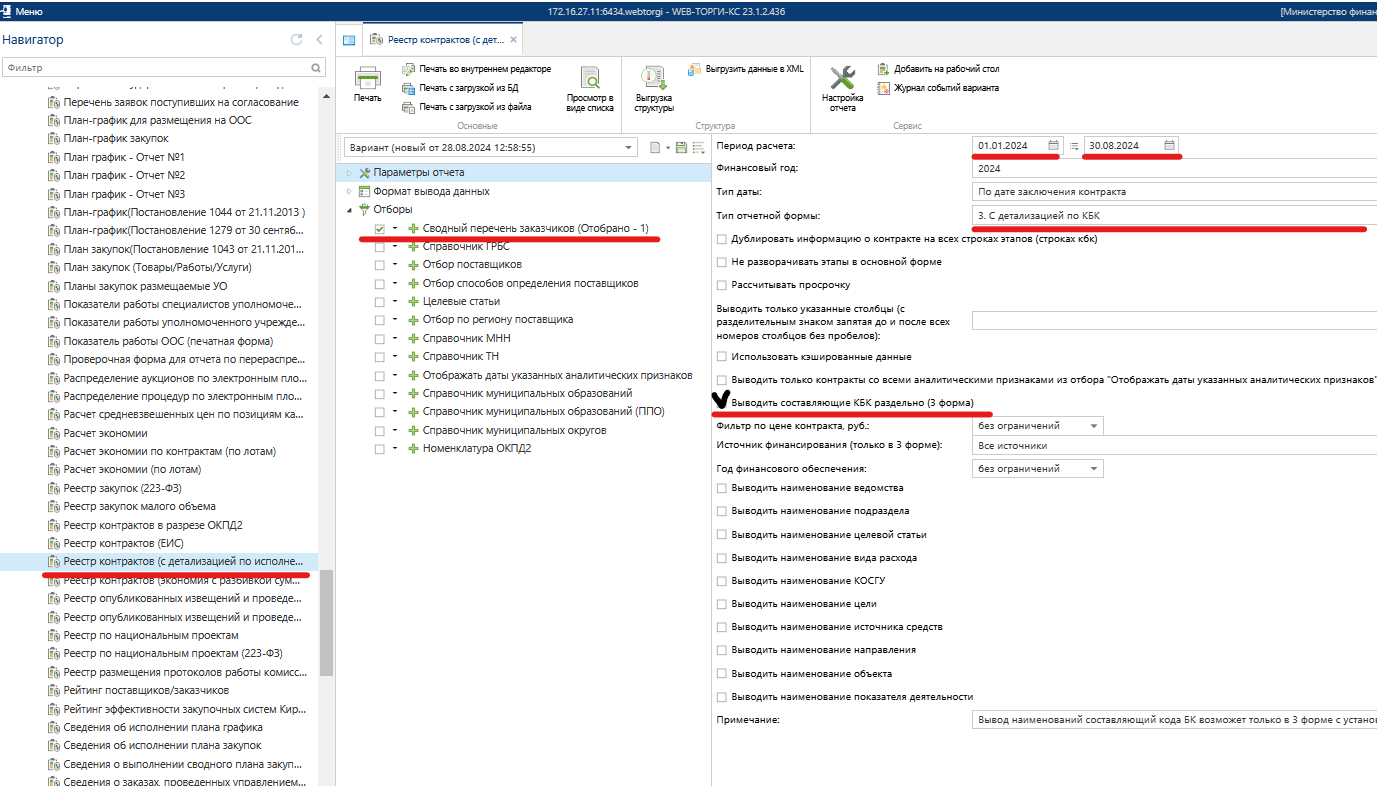 Меню
172.16.27.11:6434.webtorgi - WEB-ТОРГИ-КС 23.1.2.436
[Министерство финан
Навигатор
Фильтр
Перечень заявок поступивших на согласование
План-график для размещения на ООС
План-график закупок
План график - Отчет №1
План график - Отчет №2
План график - Отчет №3
План-график(Постановление 1044 от 21.11.2013 )
План-график(Постановление 1279 от 30 сентяб...
План закупок(Постановление 1043 от 21.11.201...
План закупок (Товары/Работы/Услуги)
Планы закупок размещаемые УО
Показатели работы специалистов уполномоче...
Показатели работы уполномоченного учрежде...
Показатель работы ООС (печатная форма)
Проверочная форма для отчета по перераспре...
Распределение аукционов по электронным пло...
Распределение процедур по электронным пло...
Расчет средневзвешенных цен по позициям ка...
Расчет экономии
Расчет экономии по контрактам (по лотам)
Расчет экономии (по лотам)
Реестр закупок (223-ФЗ)
Реестр закупок малого объема
Реестр контрактов в разрезе ОКПД2
Реестр контрактов (ЕИС)
Реестр контрактов (с детализацией по исполне...
Реестр контрактов (экономия с разбивкой сум...
Реестр опубликованных извещений и проведе...
Реестр опубликованных извещений и проведе...
Реестр по национальным проектам
Реестр по национальным проектам (223-ФЗ)
Реестр размещения протоколов работы комисс...
Рейтинг поставщиков/заказчиков
Рейтинг эффективности закупочных систем Кир...
Сведения об исполнении плана графика
Сведения об исполнении плана закупок
Сведения о выполнении сводного плана закуп...
Сведения о заказах, проведенных управлением...
Реестр контрактов (с дет...
Печать
Печать во внутреннем редакторе
Печать с загрузкой из БД
Печать с загрузкой из файла
Просмотр в виде списка
Основные
Выгрузка структуры
Выгрузить данные в XML
Структура
Настройка отчета
Добавить на рабочий стол
Журнал событий варианта
Сервис
Вариант (новый от 28.08.2024 12:58:55)
Параметры отчета
Формат вывода данных
Отборы
Сводный перечень заказчиков (Отобрано - 1)
Справочник ГРБС
Отбор поставщиков
Отбор способов определения поставщиков
Целевые статьи
Отбор по региону поставщика
Справочник МНН
Справочник ТН
Отображать даты указанных аналитических признаков
Справочник муниципальных образований
Справочник муниципальных образований (ППО)
Справочник муниципальных округов
Номенклатура ОКПД2
Период расчета: 01.01.2024 30.08.2024
Финансовый год: 2024
Тип даты: По дате заключения контракта
Тип отчетной формы: 3. С детализацией по КБК
Дублировать информацию о контракте на всех строках этапов (строках кбк)
Не разворачивать этапы в основной форме
Рассчитывать просрочку
Выводить только указанные столбцы (с
разделительным знаком запятая до и после всех
номеров столбцов без пробелов):
Использовать кэшированные данные
Выводить только контракты со всеми аналитическими признаками из отбора "Отображать даты указанных аналитических признаков"
Выводить составляющие КБК раздельно (3 форма)
Фильтр по цене контракта, руб.: без ограничений
Источник финансирования (только в 3 форме): Все источники
Год финансового обеспечения: без ограничений
Выводить наименование ведомства
Выводить наименование подраздела
Выводить наименование целевой статьи
Выводить наименование вида расхода
Выводить наименование КОСГУ
Выводить наименование цели
Выводить наименование источника средств
Выводить наименование направления
Выводить наименование объекта
Выводить наименование показателя деятельности
Примечание: Вывод наименований составляющий кода БК возможет только в 3 форме с устано